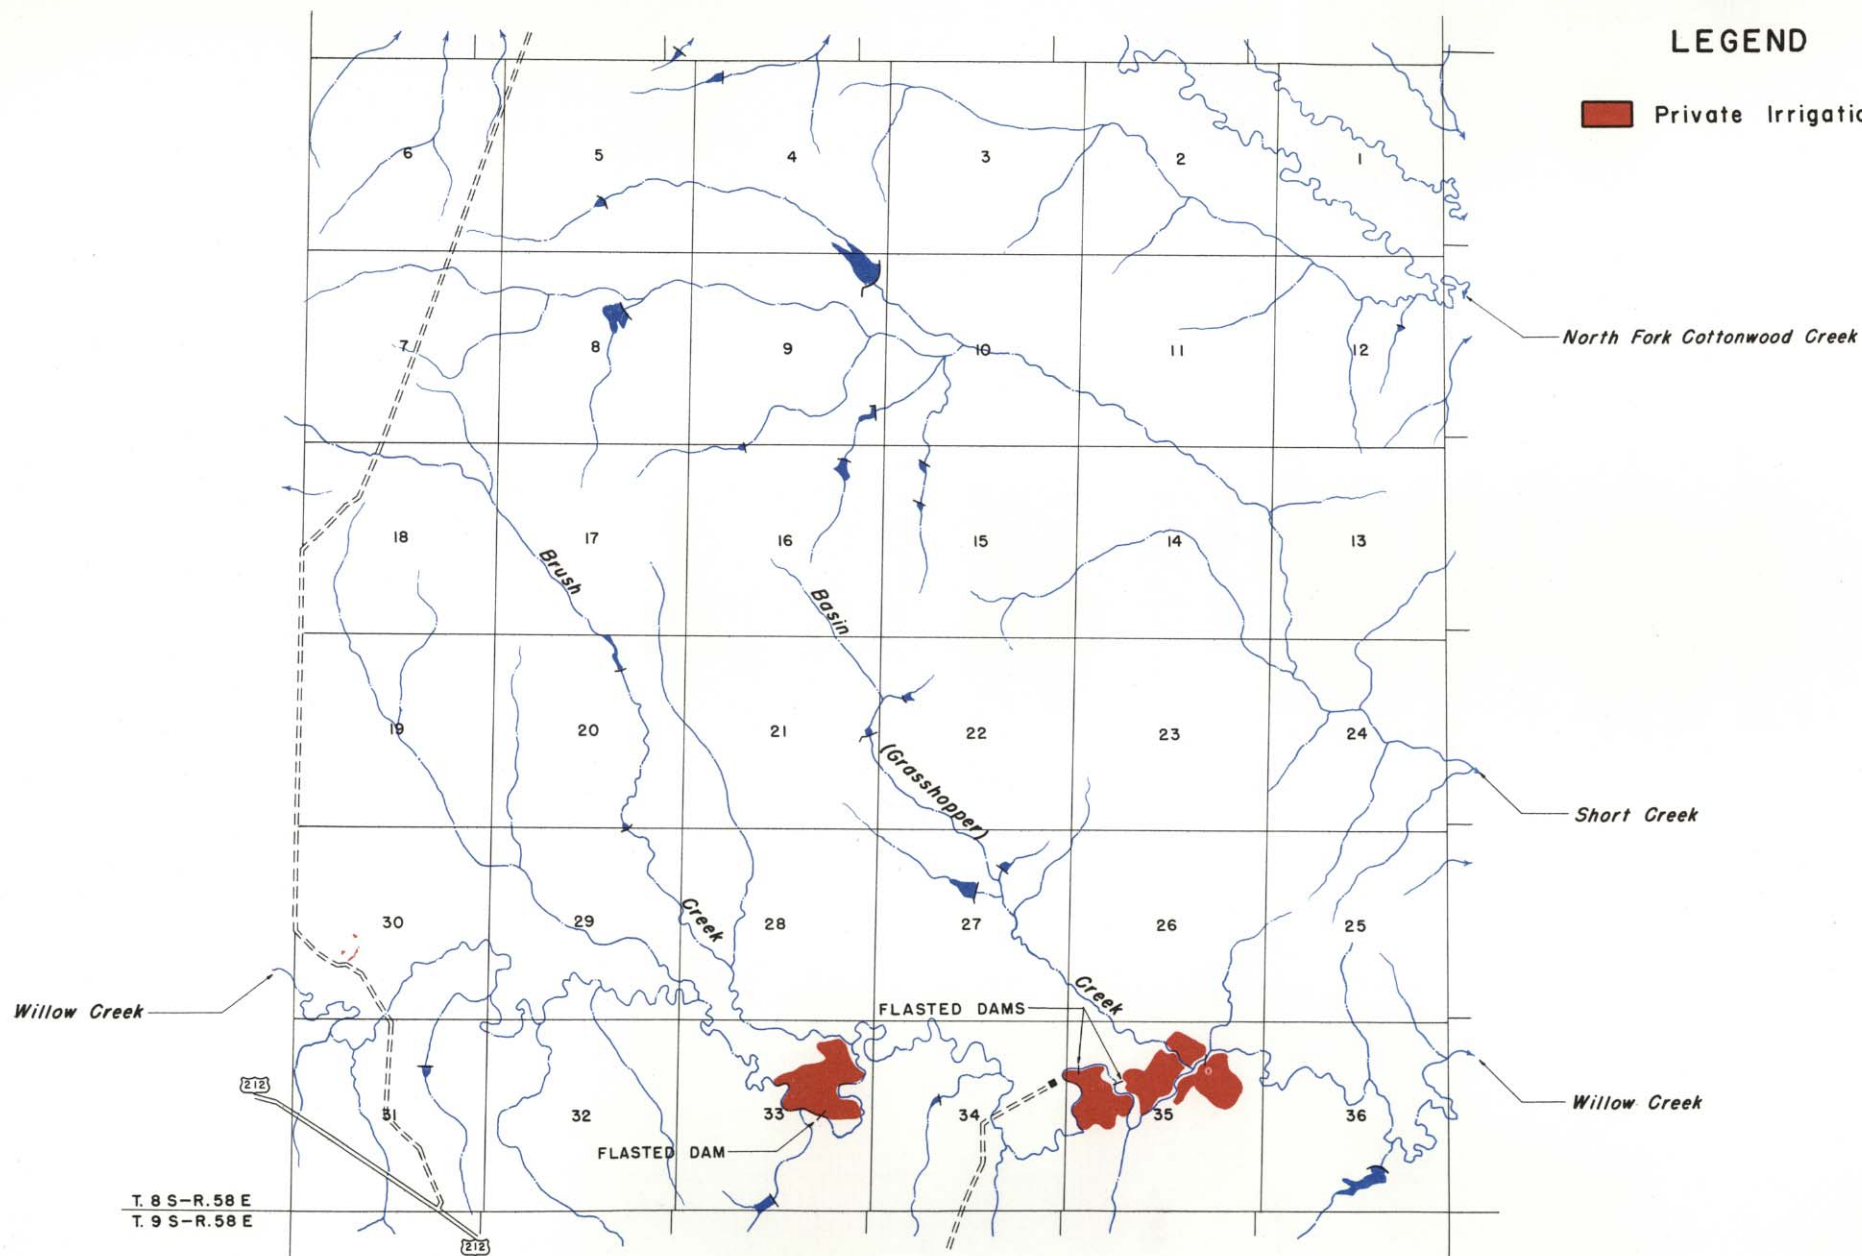 LEGEND
Private Irrigatio
6 5 4 3 2 1
North Fork Cottonwood Creek
7 8 9 10 11 12
18 17 16 15 14 13
Brush
Basin
19 20 21 22 23 24
(Grasshopper)
Short Creek
30 29 28 27 26 25
Creek
Creek
Willow Creek
FLASTED DAMS
212
31 32 33 34 35 36
Willow Creek
FLASTED DAM
T. 8 S-R. 58 E
T. 9 S-R. 58 E
212